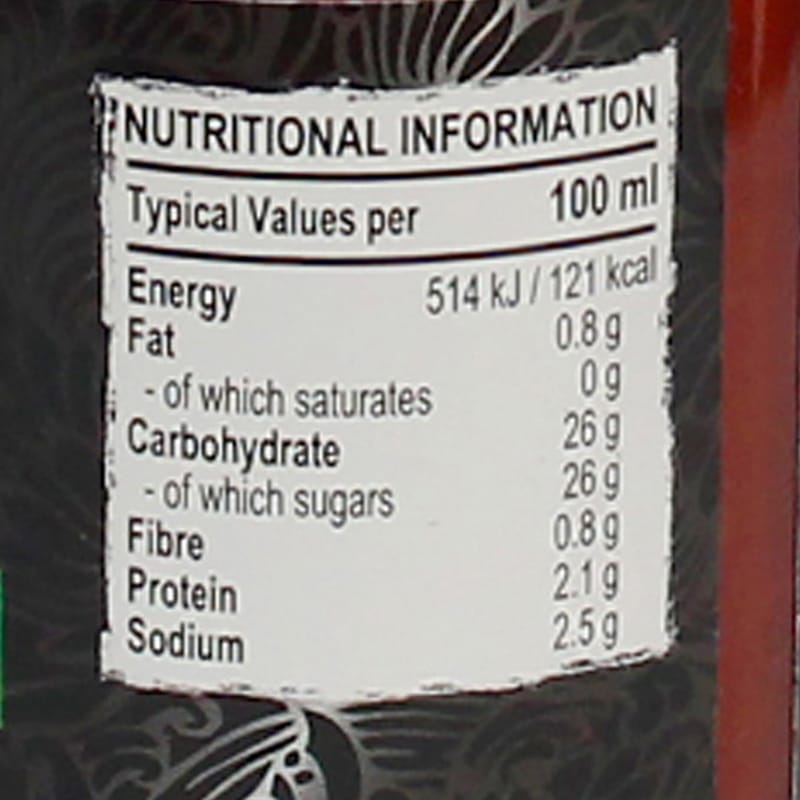 NUTRITIONAL INFORMATION
Typical Values per 100 ml
Energy 514 kJ / 121 kcal
Fat 0.8 g
- of which saturates 0 g
Carbohydrate 26 g
- of which sugars 26 g
Fibre 0.8 g
Protein 2.1 g
Sodium 2.5 g